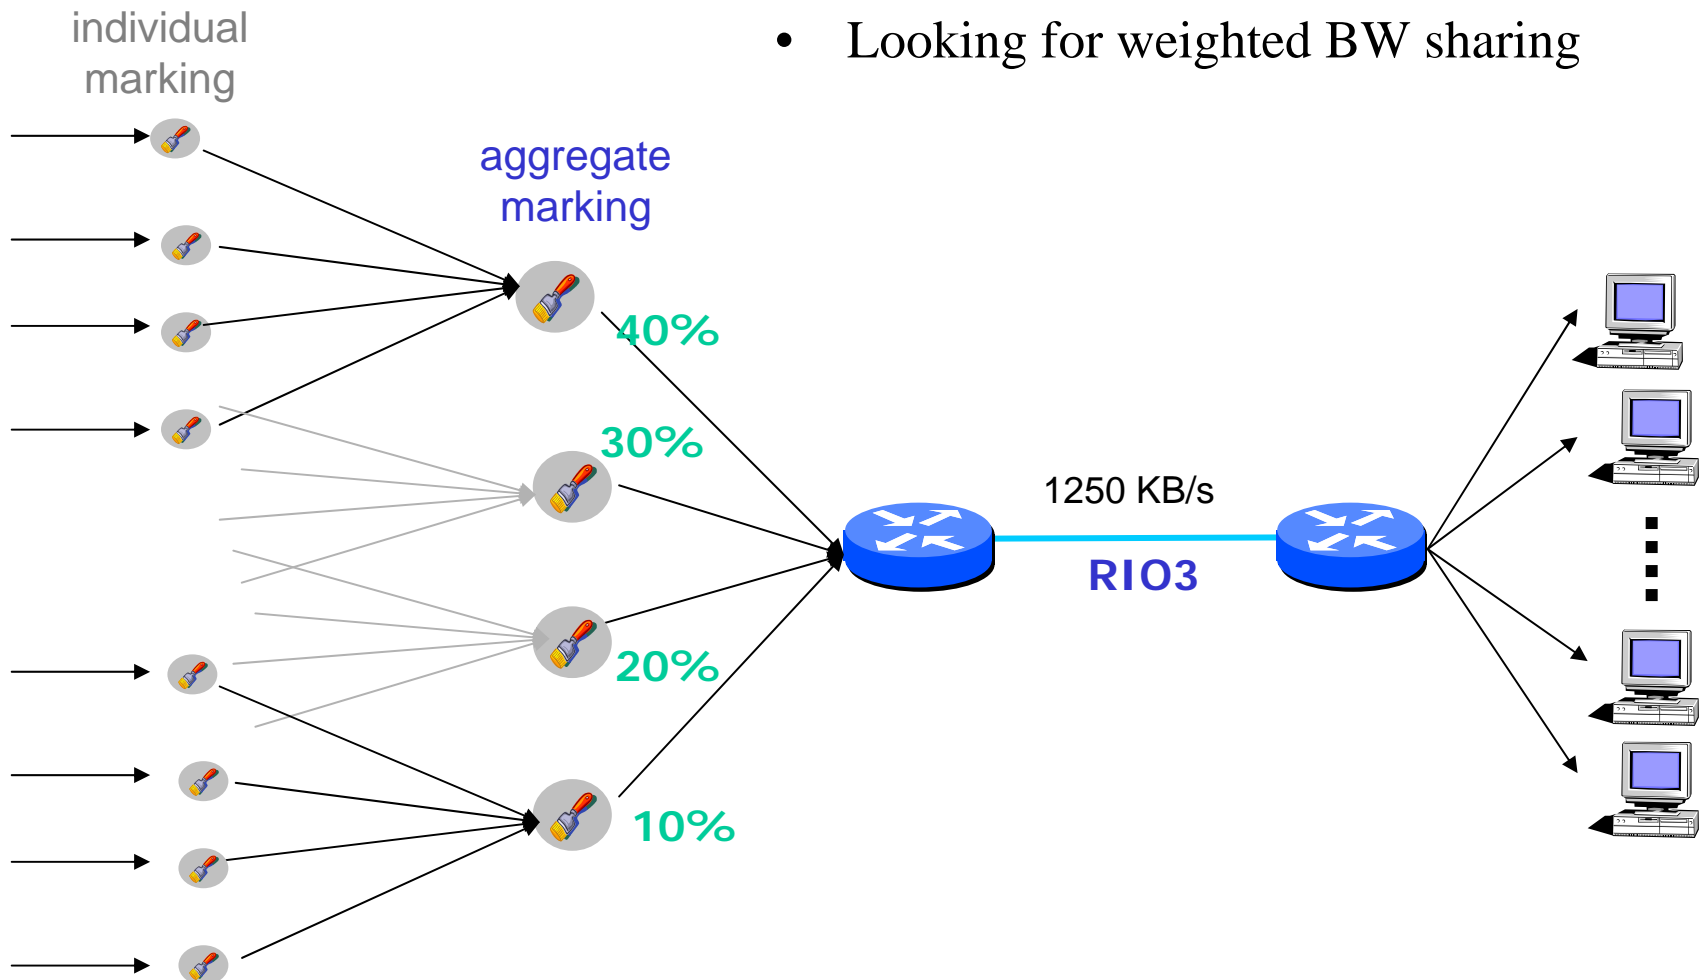 individual
marking
• Looking for weighted BW sharing
aggregate
marking
40%
30%
1250 KB/s
RIO3
20%
10%